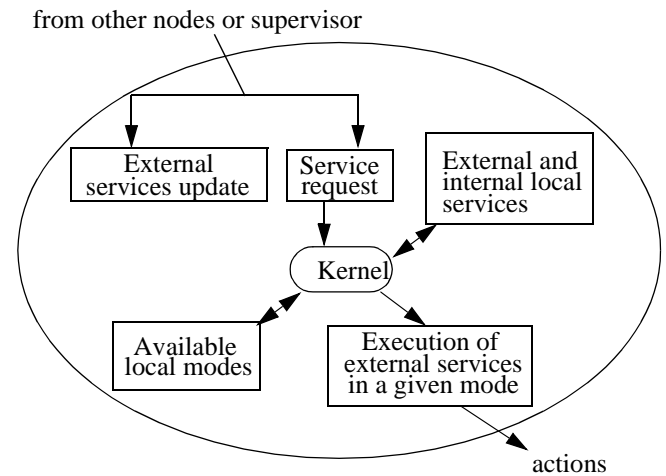 from other nodes or supervisor
External
services update
Service
request
External and
internal local
services
Kernel
Available
local modes
Execution of
external services
in a given mode
actions